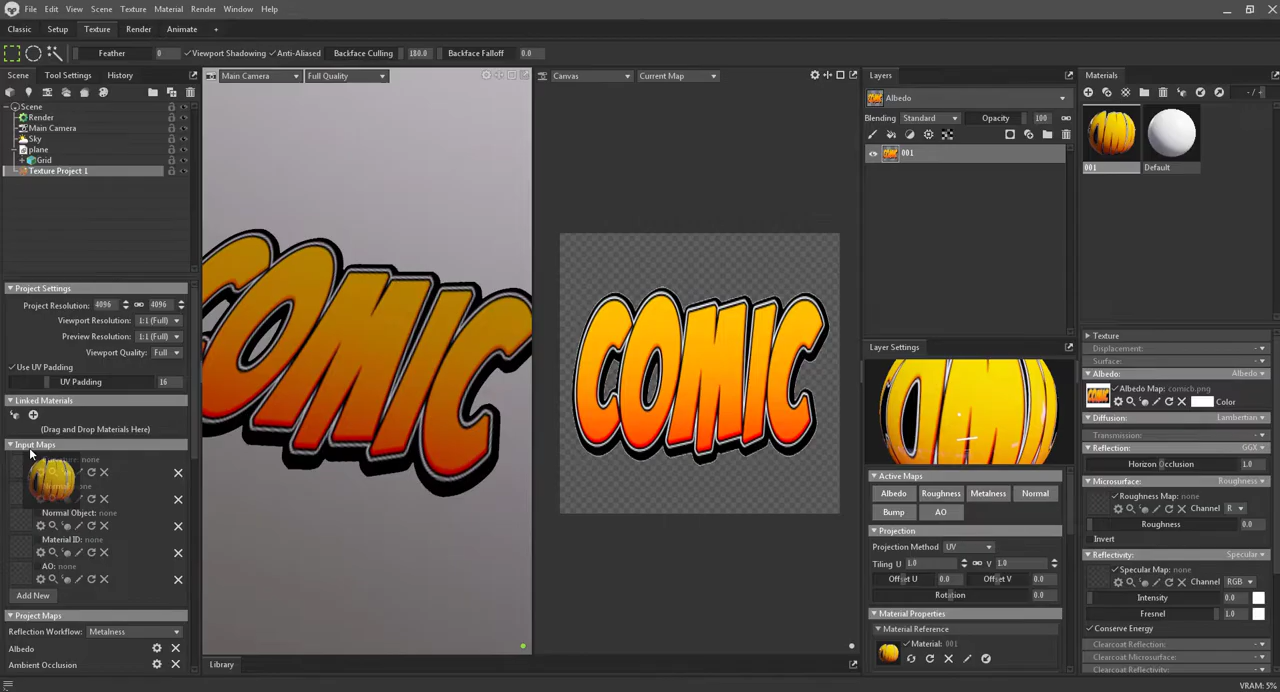 File Edit View Scene Texture Material Render Window Help
Classic Setup Texture Render Animate +
Feather 0 Viewport Shadowing Anti-Aliased Backface Culling 180.0 Backface Falloff 0.0
Scene Tool Settings History
Scene
Render
Main Camera
Sky
plane
Grid
Texture Project 1
Project Settings
Project Resolution: 4096 4096
Viewport Resolution: 1:1 (Full)
Preview Resolution: 1:1 (Full)
Viewport Quality: Full
Use UV Padding
UV Padding 16
Linked Materials
(Drag and Drop Materials Here)
Input Maps
none
Normal Object: none
Material ID: none
AO: none
Add New
Project Maps
Reflection Workflow: Metalness
Albedo
Ambient Occlusion
Main Camera Full Quality
COMIC
Library
Canvas Current Map
COMIC
Layers
Albedo
Blending Standard Opacity 100
001
Layer Settings
Active Maps
Albedo Roughness Metalness Normal
Bump AO
Projection
Projection Method UV
Tiling U 1.0 V 1.0
Offset U 0.0 Offset V 0.0
Rotation 0.0
Material Properties
Material Reference
Material: 001
Materials
- / +
001 Default
Texture
Displacement:
Surface:
Albedo: Albedo
Albedo Map: comicb.png
Color
Diffusion: Lambertian
Transmission:
Reflection: GGX
Horizon Occlusion 1.0
Microsurface: Roughness
Roughness Map: none
Channel R
Roughness 0.0
Invert
Reflectivity: Specular
Specular Map: none
Channel RGB
Intensity 0.0
Fresnel 1.0
Conserve Energy
Clearcoat Reflection:
Clearcoat Microsurface:
VRAM: 5%